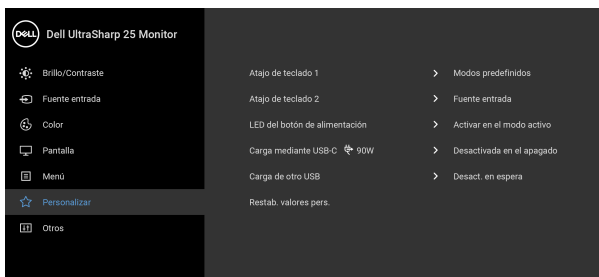 DELL Dell UltraSharp 25 Monitor
Brillo/Contraste Atajo de teclado 1 Modos predefinidos
Fuente entrada Atajo de teclado 2 Fuente entrada
Color LED del botón de alimentación Activar en el modo activo
Pantalla Carga mediante USB-C 90W Desactivada en el apagado
Menú Carga de otro USB Desact. en espera
Personalizar Restab. valores pers.
Otros